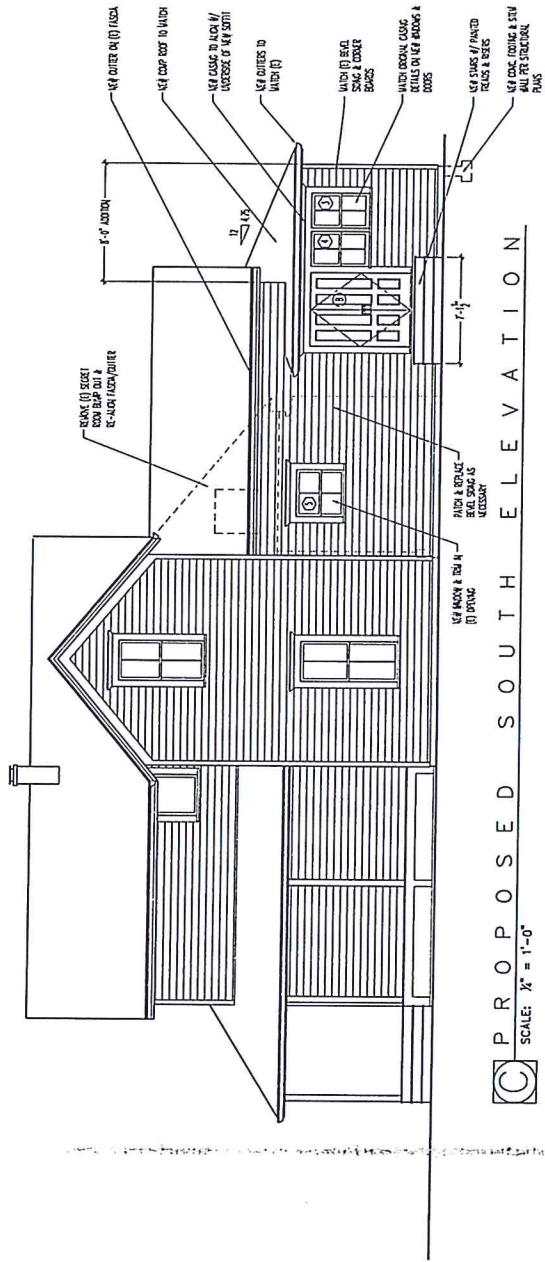 NEW GUTTER ON (E) FASCIA
NEW COMP ROOF TO MATCH
NEW CASING TO ALIGN W/
UNDERSIDE OF NEW SOFFIT
NEW GUTTERS TO
MATCH (E)
MATCH (E) BEVEL
SIDING & CORNER
BOARDS
MATCH ORIGINAL CASING
DETAILS ON NEW WINDOWS &
DOORS
NEW STAIRS W/ PAINTED
TREADS & RISERS
NEW CONC. FOOTING & STEM
WALL PER STRUCTURAL
PLANS
8'-0" ADDITION
12
4.75
REMOVE (E) SECRET
ROOM BUMP OUT &
RE-ALIGN FASCIA/GUTTER
4
3
B
3
7'-1½"
PATCH & REPLACE
BEVEL SIDING AS
NECESSARY
NEW WINDOW & TRIM IN
(E) OPENING
C PROPOSED SOUTH ELEVATION
SCALE: ¼" = 1'-0"